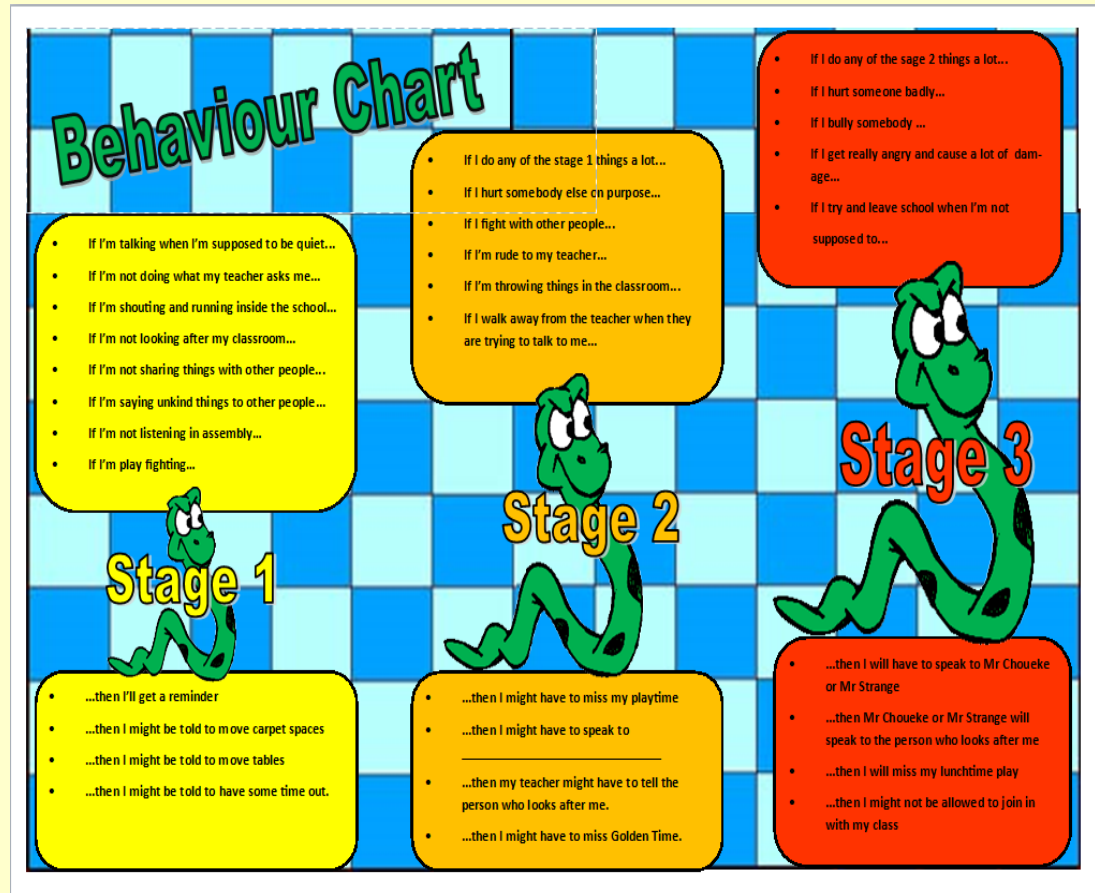 Behaviour Chart
If I'm talking when I'm supposed to be quiet...
If I'm not doing what my teacher asks me...
If I'm shouting and running inside the school...
If I'm not looking after my classroom...
If I'm not sharing things with other people...
If I'm saying unkind things to other people...
If I'm not listening in assembly...
If I'm play fighting...
Stage 1
...then I'll get a reminder
...then I might be told to move carpet spaces
...then I might be told to move tables
...then I might be told to have some time out.
If I do any of the stage 1 things a lot...
If I hurt somebody else on purpose...
If I fight with other people...
If I'm rude to my teacher...
If I'm throwing things in the classroom...
If I walk away from the teacher when they
are trying to talk to me...
Stage 2
...then I might have to miss my playtime
...then I might have to speak to
...then my teacher might have to tell the
person who looks after me.
...then I might have to miss Golden Time.
If I do any of the sage 2 things a lot...
If I hurt someone badly...
If I bully somebody ...
If I get really angry and cause a lot of dam-
age...
If I try and leave school when I'm not
supposed to...
Stage 3
...then I will have to speak to Mr Choueke
or Mr Strange
...then Mr Choueke or Mr Strange will
speak to the person who looks after me
...then I will miss my lunchtime play
...then I might not be allowed to join in
with my class